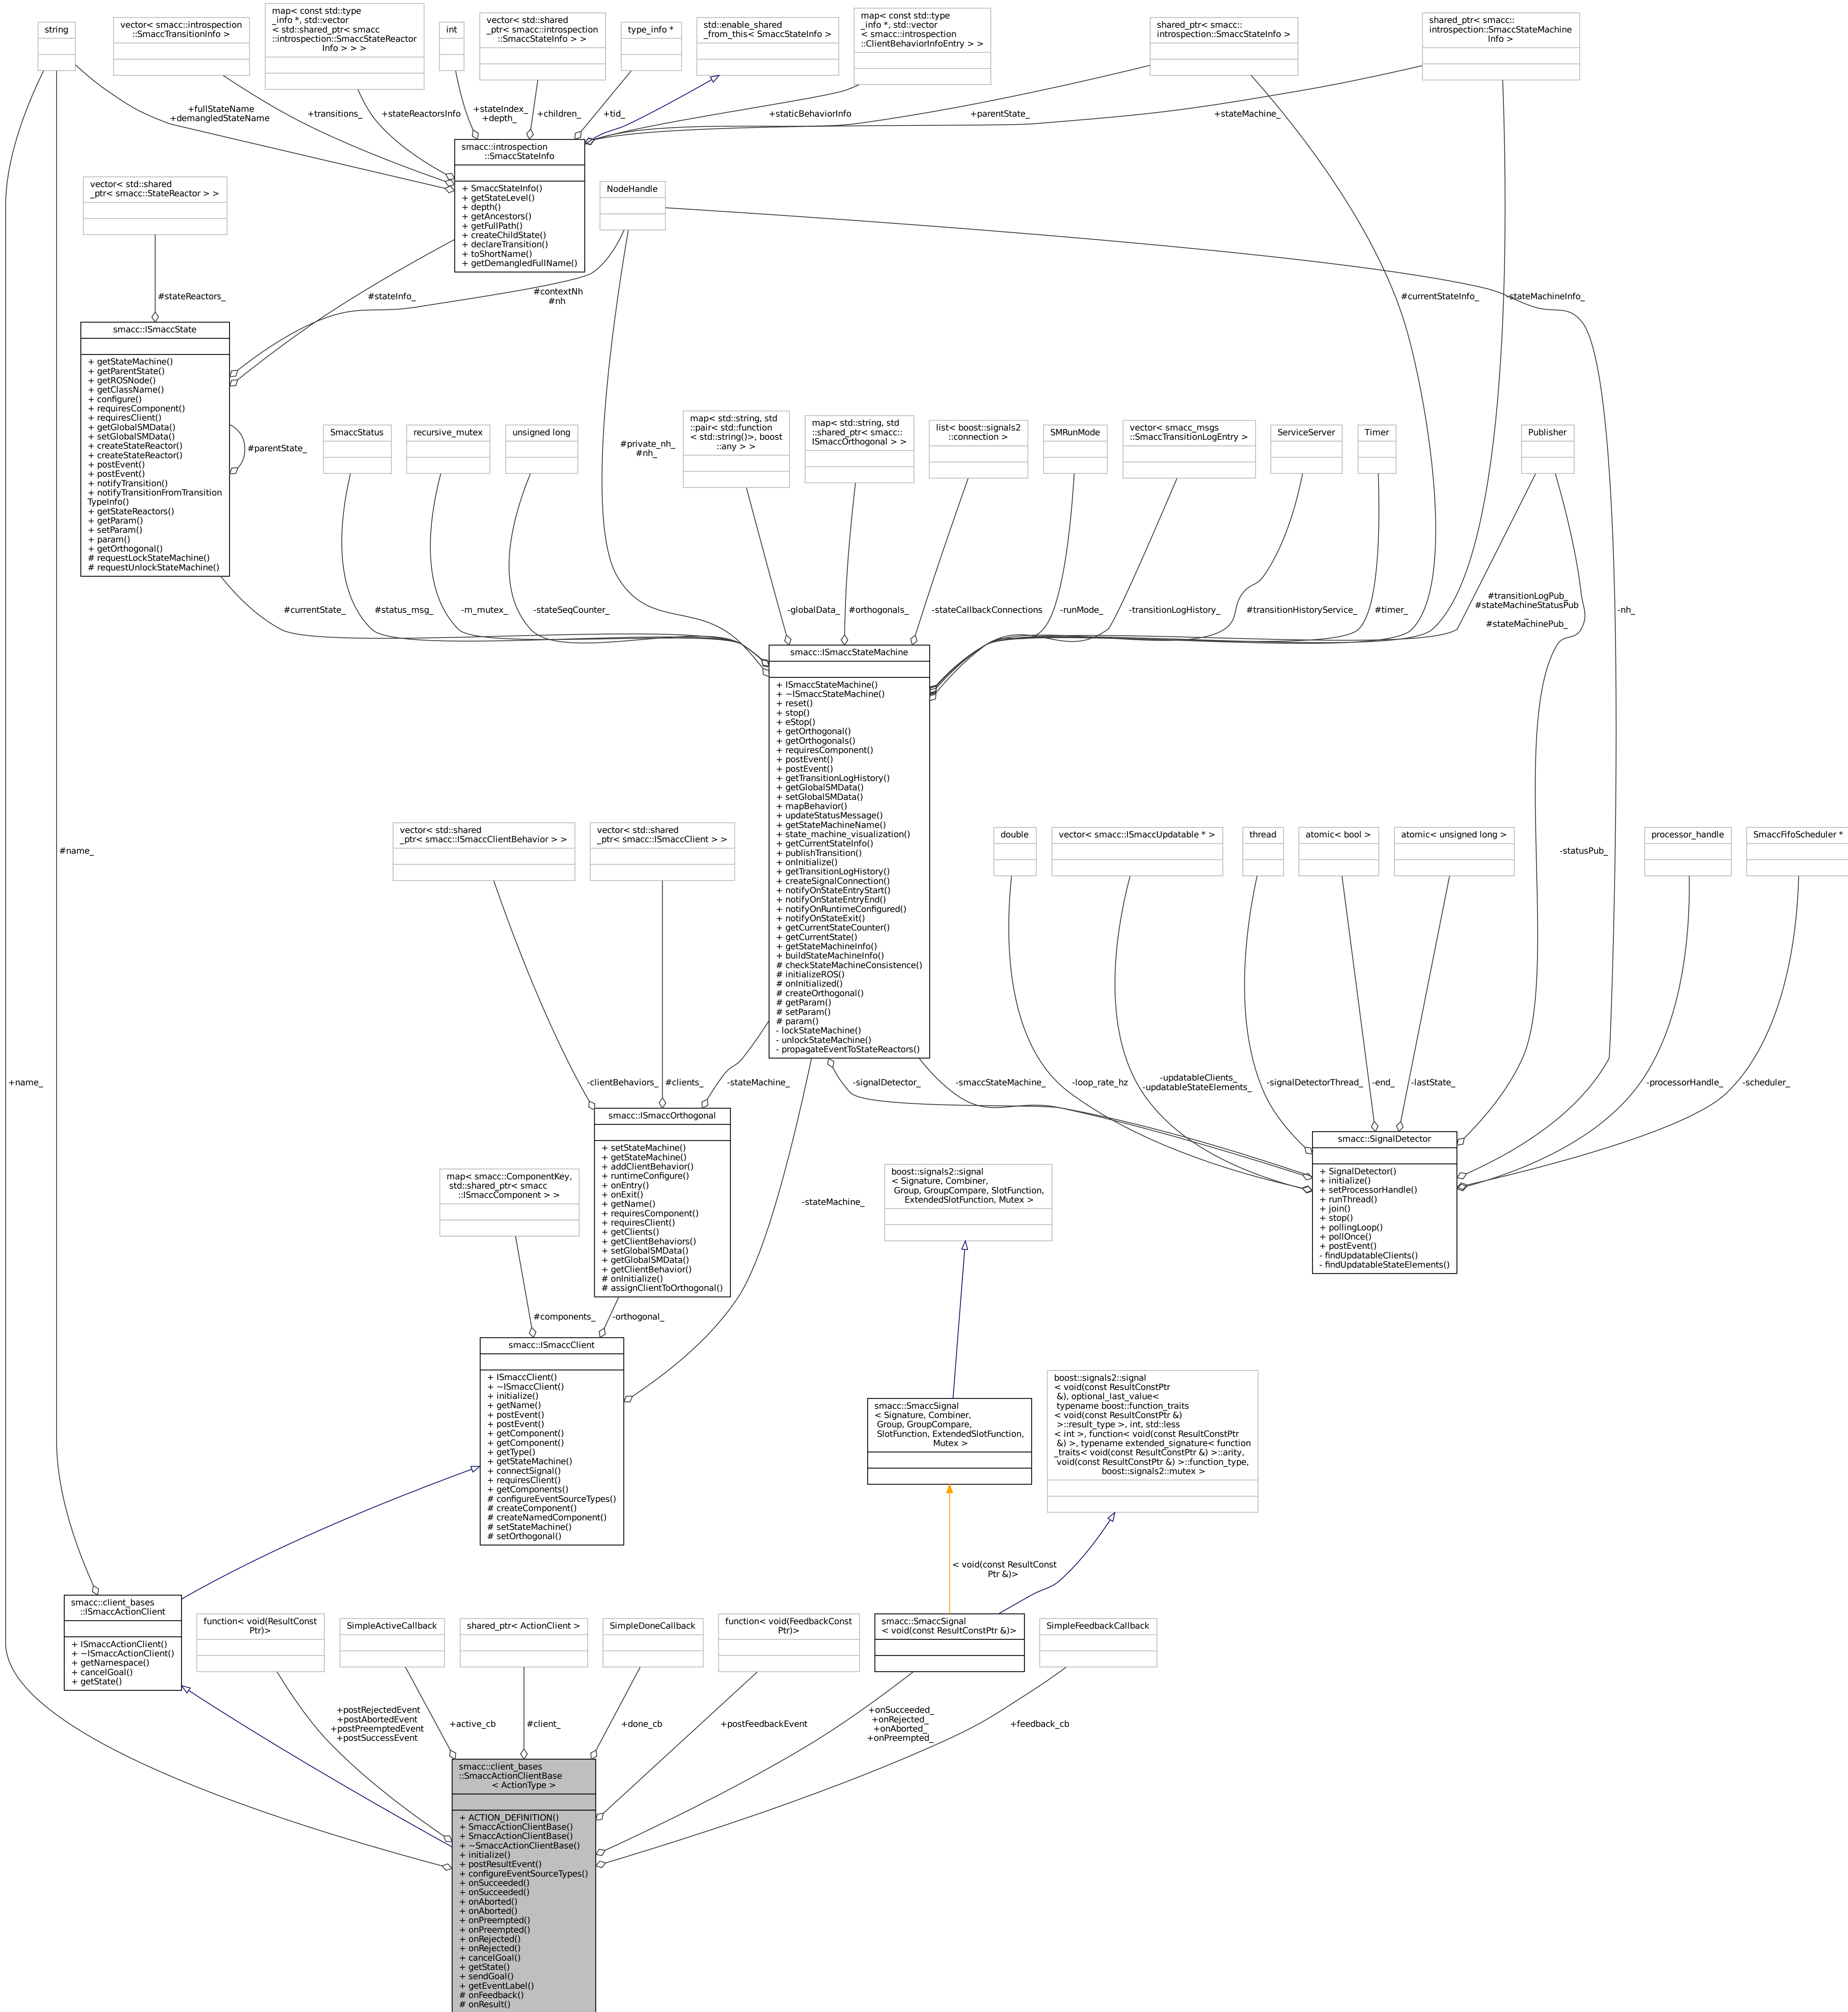 string
vector< smacc::introspection
::SmaccTransitionInfo >
map< const std::type
_info *, std::vector
< std::shared_ptr< smacc
::introspection::SmaccStateReactor
Info > > >
int
vector< std::shared
_ptr< smacc::introspection
::SmaccStateInfo > >
type_info *
std::enable_shared
_from_this< SmaccStateInfo >
map< const std::type
_info *, std::vector
< smacc::introspection
::ClientBehaviorInfoEntry > >
shared_ptr< smacc::
introspection::SmaccStateInfo >
shared_ptr< smacc::
introspection::SmaccStateMachine
Info >
+fullStateName
+demangledStateName
+transitions_
+stateReactorsInfo
+stateIndex_
+depth_
+children_
+tid_
+staticBehaviorInfo
+parentState_
+stateMachine_
smacc::introspection
::SmaccStateInfo
+ SmaccStateInfo()
+ getStateLevel()
+ depth()
+ getAncestors()
+ getFullPath()
+ createChildState()
+ declareTransition()
+ toShortName()
+ getDemangledFullName()
vector< std::shared
_ptr< smacc::StateReactor > >
NodeHandle
#stateReactors_
#stateInfo_
#contextNh
#nh
#currentStateInfo_
-stateMachineInfo_
smacc::ISmaccState
+ getStateMachine()
+ getParentState()
+ getROSNode()
+ getClassName()
+ configure()
+ requiresComponent()
+ requiresClient()
+ getGlobalSMData()
+ setGlobalSMData()
+ createStateReactor()
+ createStateReactor()
+ postEvent()
+ postEvent()
+ notifyTransition()
+ notifyTransitionFromTransition
TypeInfo()
+ getStateReactors()
+ getParam()
+ setParam()
+ param()
+ getOrthogonal()
# requestLockStateMachine()
# requestUnlockStateMachine()
#parentState_
SmaccStatus
recursive_mutex
unsigned long
#private_nh_
#nh_
map< std::string, std
::pair< std::function
< std::string()>, boost
::any > >
map< std::string, std
::shared_ptr< smacc::
ISmaccOrthogonal > >
list< boost::signals2
::connection >
SMRunMode
vector< smacc_msgs
::SmaccTransitionLogEntry >
ServiceServer
Timer
Publisher
#currentState_
#status_msg_
-m_mutex_
-stateSeqCounter_
-globalData_
#orthogonals_
-stateCallbackConnections
-runMode_
-transitionLogHistory_
#transitionHistoryService_
#timer_
#transitionLogPub_
#stateMachineStatusPub
_
#stateMachinePub_
-nh_
smacc::ISmaccStateMachine
+ ISmaccStateMachine()
+ ~ISmaccStateMachine()
+ reset()
+ stop()
+ eStop()
+ getOrthogonal()
+ getOrthogonals()
+ requiresComponent()
+ postEvent()
+ postEvent()
+ getTransitionLogHistory()
+ getGlobalSMData()
+ setGlobalSMData()
+ mapBehavior()
+ updateStatusMessage()
+ getStateMachineName()
+ state_machine_visualization()
+ getCurrentStateInfo()
+ publishTransition()
+ onInitialize()
+ getTransitionLogHistory()
+ createSignalConnection()
+ notifyOnStateEntryStart()
+ notifyOnStateEntryEnd()
+ notifyOnRuntimeConfigured()
+ notifyOnStateExit()
+ getCurrentStateCounter()
+ getCurrentState()
+ getStateMachineInfo()
+ buildStateMachineInfo()
# checkStateMachineConsistence()
# initializeROS()
# onInitialized()
# createOrthogonal()
# getParam()
# setParam()
# param()
- lockStateMachine()
- unlockStateMachine()
- propagateEventToStateReactors()
#name_
vector< std::shared
_ptr< smacc::ISmaccClientBehavior > >
vector< std::shared
_ptr< smacc::ISmaccClient > >
double
vector< smacc::ISmaccUpdatable * >
thread
atomic< bool >
atomic< unsigned long >
-statusPub_
processor_handle
SmaccFifoScheduler *
+name_
-clientBehaviors_
#clients_
-stateMachine_
-signalDetector_
-smaccStateMachine_
-loop_rate_hz
-updatableClients_
-updatableStateElements_
-signalDetectorThread_
-end_
-lastState_
-processorHandle_
-scheduler_
smacc::ISmaccOrthogonal
+ setStateMachine()
+ getStateMachine()
+ addClientBehavior()
+ runtimeConfigure()
+ onEntry()
+ onExit()
+ getName()
+ requiresComponent()
+ requiresClient()
+ getClients()
+ getClientBehaviors()
+ setGlobalSMData()
+ getGlobalSMData()
+ getClientBehavior()
# onInitialize()
# assignClientToOrthogonal()
smacc::SignalDetector
+ SignalDetector()
+ initialize()
+ setProcessorHandle()
+ runThread()
+ join()
+ stop()
+ pollingLoop()
+ pollOnce()
+ postEvent()
- findUpdatableClients()
- findUpdatableStateElements()
map< smacc::ComponentKey,
std::shared_ptr< smacc
::ISmaccComponent > >
-stateMachine_
boost::signals2::signal
< Signature, Combiner,
Group, GroupCompare, SlotFunction,
ExtendedSlotFunction, Mutex >
#components_
-orthogonal_
smacc::ISmaccClient
+ ISmaccClient()
+ ~ISmaccClient()
+ initialize()
+ getName()
+ postEvent()
+ postEvent()
+ getComponent()
+ getComponent()
+ getType()
+ getStateMachine()
+ connectSignal()
+ requiresClient()
+ getComponents()
# configureEventSourceTypes()
# createComponent()
# createNamedComponent()
# setStateMachine()
# setOrthogonal()
smacc::SmaccSignal
< Signature, Combiner,
Group, GroupCompare,
SlotFunction, ExtendedSlotFunction,
Mutex >
boost::signals2::signal
< void(const ResultConstPtr
&), optional_last_value<
typename boost::function_traits
< void(const ResultConstPtr &)
>::result_type >, int, std::less
< int >, function< void(const ResultConstPtr
&) >, typename extended_signature< function
_traits< void(const ResultConstPtr &) >::arity,
void(const ResultConstPtr &) >::function_type,
boost::signals2::mutex >
< void(const ResultConst
Ptr &)>
smacc::client_bases
::ISmaccActionClient
+ ISmaccActionClient()
+ ~ISmaccActionClient()
+ getNamespace()
+ cancelGoal()
+ getState()
function< void(ResultConst
Ptr)>
SimpleActiveCallback
shared_ptr< ActionClient >
SimpleDoneCallback
function< void(FeedbackConst
Ptr)>
smacc::SmaccSignal
< void(const ResultConstPtr &)>
SimpleFeedbackCallback
+postRejectedEvent
+postAbortedEvent
+postPreemptedEvent
+postSuccessEvent
+active_cb
#client_
+done_cb
+postFeedbackEvent
+onSucceeded_
+onRejected_
+onAborted_
+onPreempted_
+feedback_cb
smacc::client_bases
::SmaccActionClientBase
< ActionType >
+ ACTION_DEFINITION()
+ SmaccActionClientBase()
+ SmaccActionClientBase()
+ ~SmaccActionClientBase()
+ initialize()
+ postResultEvent()
+ configureEventSourceTypes()
+ onSucceeded()
+ onSucceeded()
+ onAborted()
+ onAborted()
+ onPreempted()
+ onPreempted()
+ onRejected()
+ onRejected()
+ cancelGoal()
+ getState()
+ sendGoal()
+ getEventLabel()
# onFeedback()
# onResult()